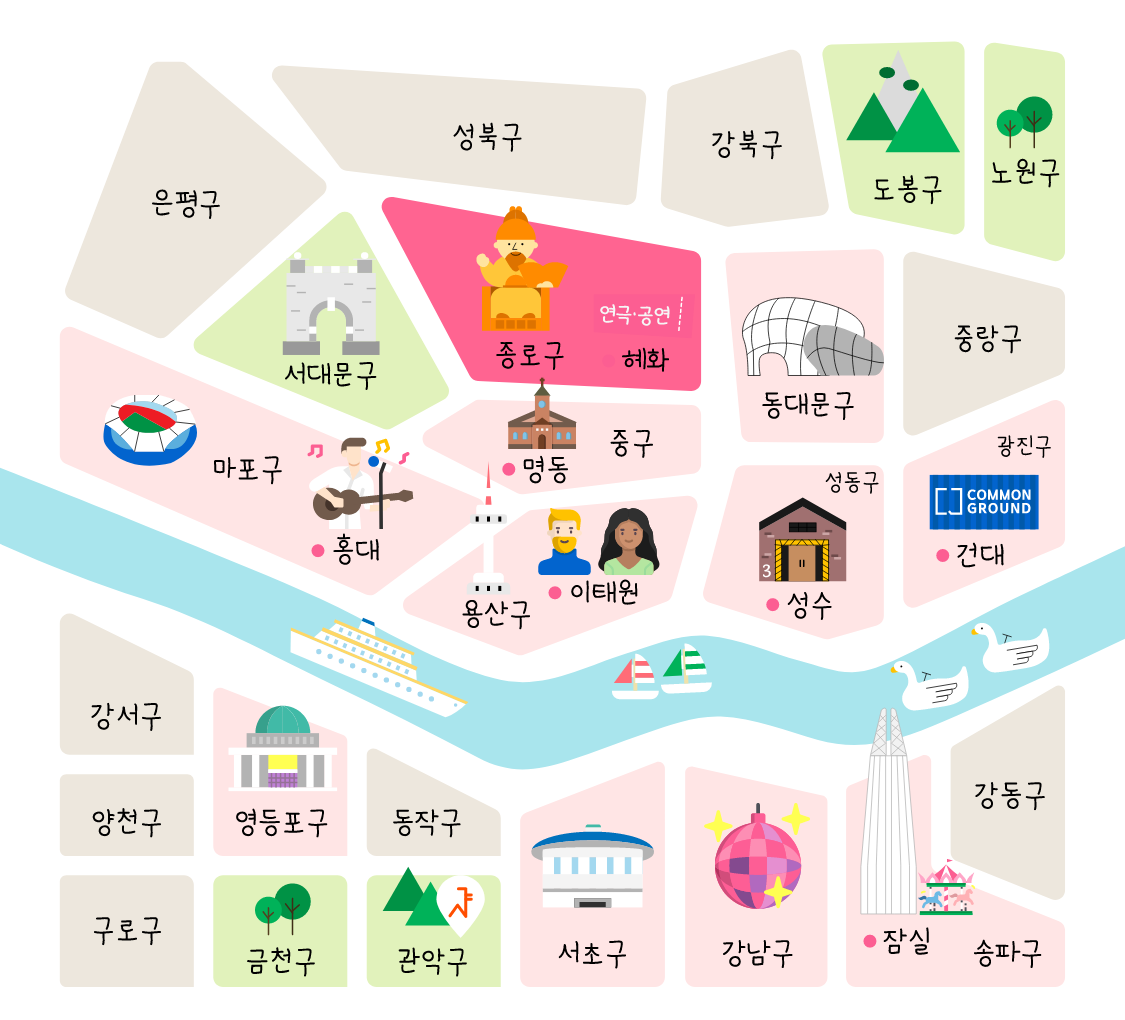 성북구
강북구
도봉구
노원구
은평구
연극·공연
종로구
혜화
서대문구
동대문구
중랑구
마포구
중구
명동
광진구
성동구
COMMON
GROUND
홍대
건대
3
이태원
용산구
성수
강서구
양천구
영등포구
동작구
강동구
구로구
금천구
관악구
서초구
강남구
잠실
송파구